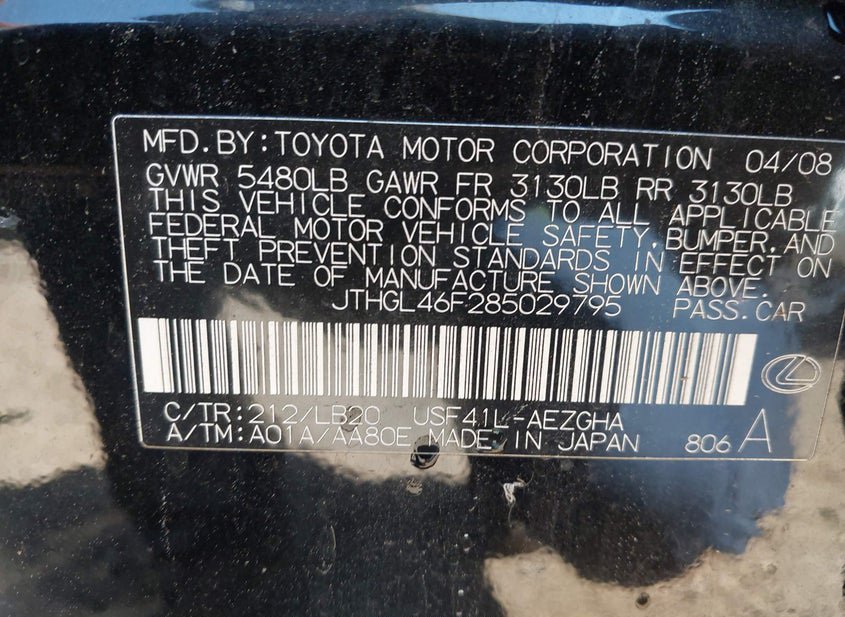 MFD.BY:TOYOTA MOTOR CORPORATION 04/08
GVWR 5480LB GAWR FR 3130LB RR 3130LB
THIS VEHICLE CONFORMS TO ALL APPLICABLE
FEDERAL MOTOR VEHICLE SAFETY,BUMPER,AND
THEFT PREVENTION STANDARDS IN EFFECT ON
THE DATE OF MANUFACTURE SHOWN ABOVE.
JTHGL46F285029795 PASS.CAR
C/TR:212/LB20 USF41L-AEZGHA
A/TM:A01A/AA80E MADE IN JAPAN 806 A